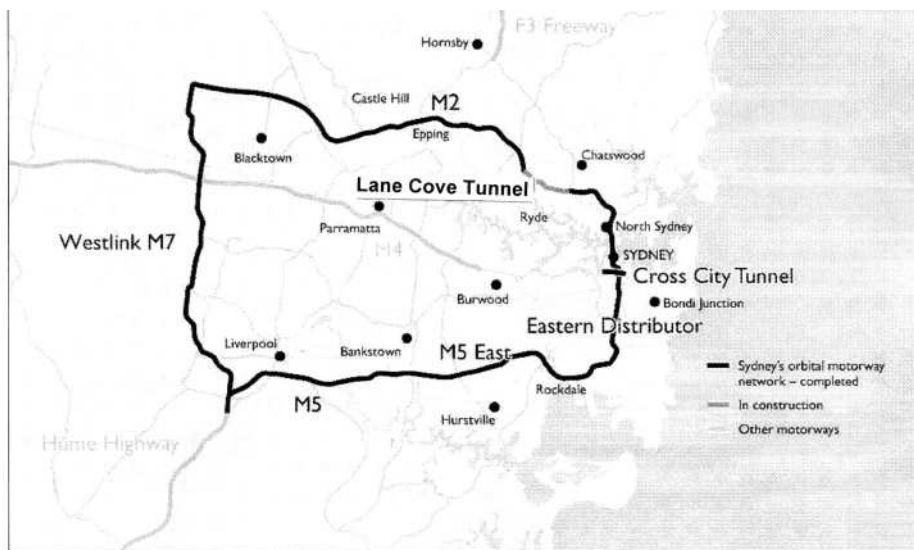 F3 Freeway
Hornsby
Castle Hill
M2
Epping
Blacktown
Chatswood
Lane Cove Tunnel
Ryde
Parramatta
North Sydney
Westlink M7
M4
SYDNEY
Cross City Tunnel
Burwood
Bondi Junction
Eastern Distributor
Liverpool
Bankstown
M5 East
Rockdale
M5
Hurstville
Hume Highway
Sydney's orbital motorway
network – completed
In construction
Other motorways